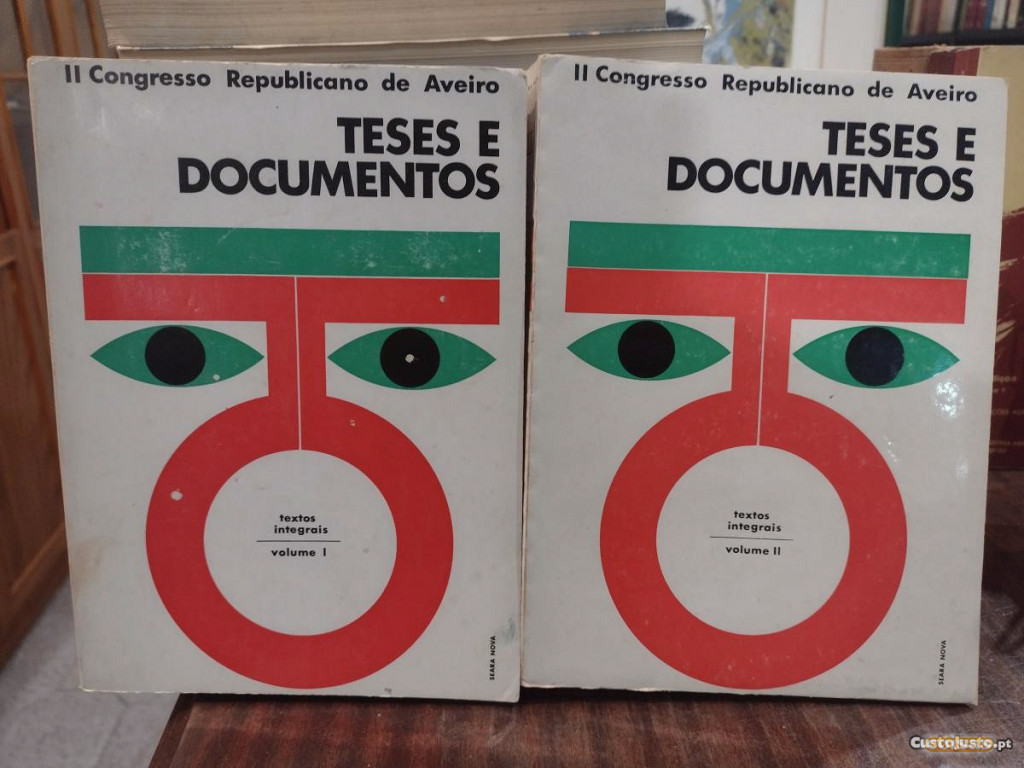 II Congresso Republicano de Aveiro
TESES E
DOCUMENTOS
textos
integrais
volume I
SEARA NOVA
II Congresso Republicano de Aveiro
TESES E
DOCUMENTOS
textos
integrais
volume II
SEARA NOVA
CustoJusto.pt